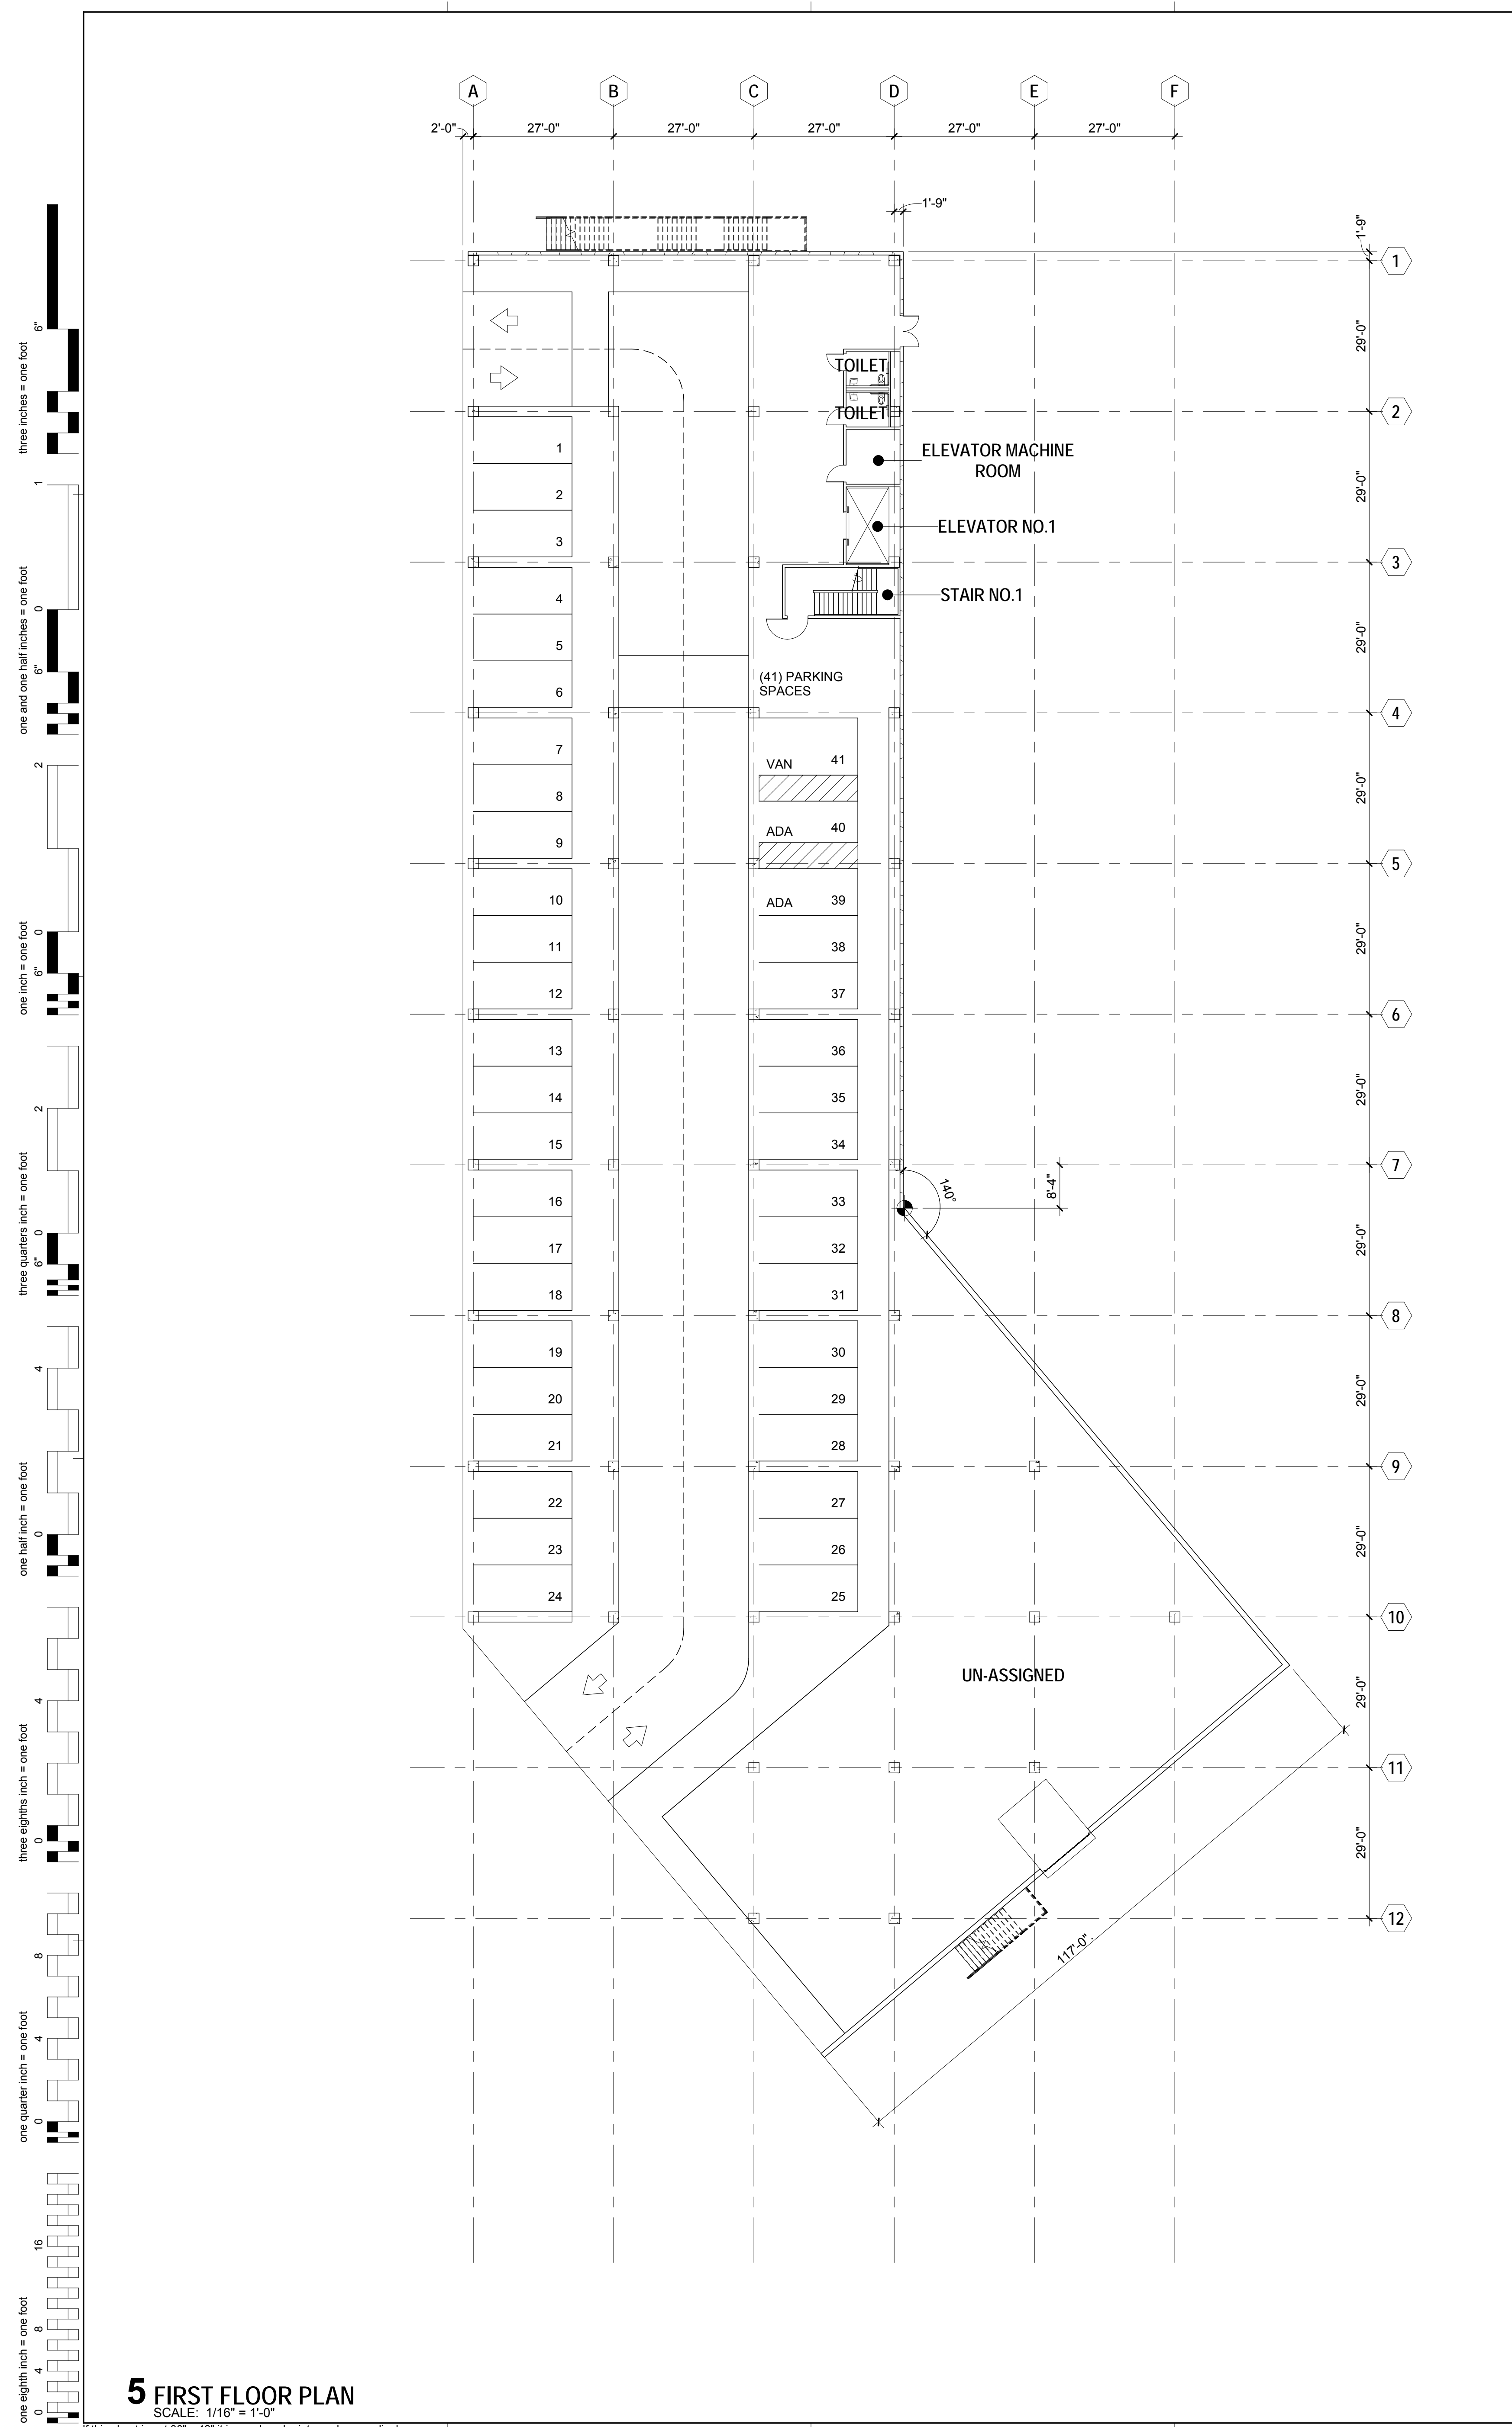 A
B
C
D
E
F
2'-0"
27'-0"
27'-0"
27'-0"
27'-0"
27'-0"
1'-9"
1'-9"
1
29'-0"
TOILET
TOILET
2
ELEVATOR MACHINE
ROOM
29'-0"
ELEVATOR NO.1
3
STAIR NO.1
29'-0"
(41) PARKING
SPACES
4
29'-0"
5
29'-0"
6
29'-0"
7
140°
8'-4"
29'-0"
8
29'-0"
9
29'-0"
10
UN-ASSIGNED
29'-0"
11
29'-0"
12
117'-0".
1
2
3
4
5
6
7
8
9
10
11
12
13
14
15
16
17
18
19
20
21
22
23
24
VAN 41
ADA 40
ADA 39
38
37
36
35
34
33
32
31
30
29
28
27
26
25
three inches = one foot
6"
one and one half inches = one foot
6" 0 1
one inch = one foot
6" 0 2
three quarters inch = one foot
6" 0 2
one half inch = one foot
0 4
three eighths inch = one foot
0 4
one quarter inch = one foot
0 4 8
one eighth inch = one foot
0 4 8 16
5 FIRST FLOOR PLAN
SCALE: 1/16" = 1'-0"